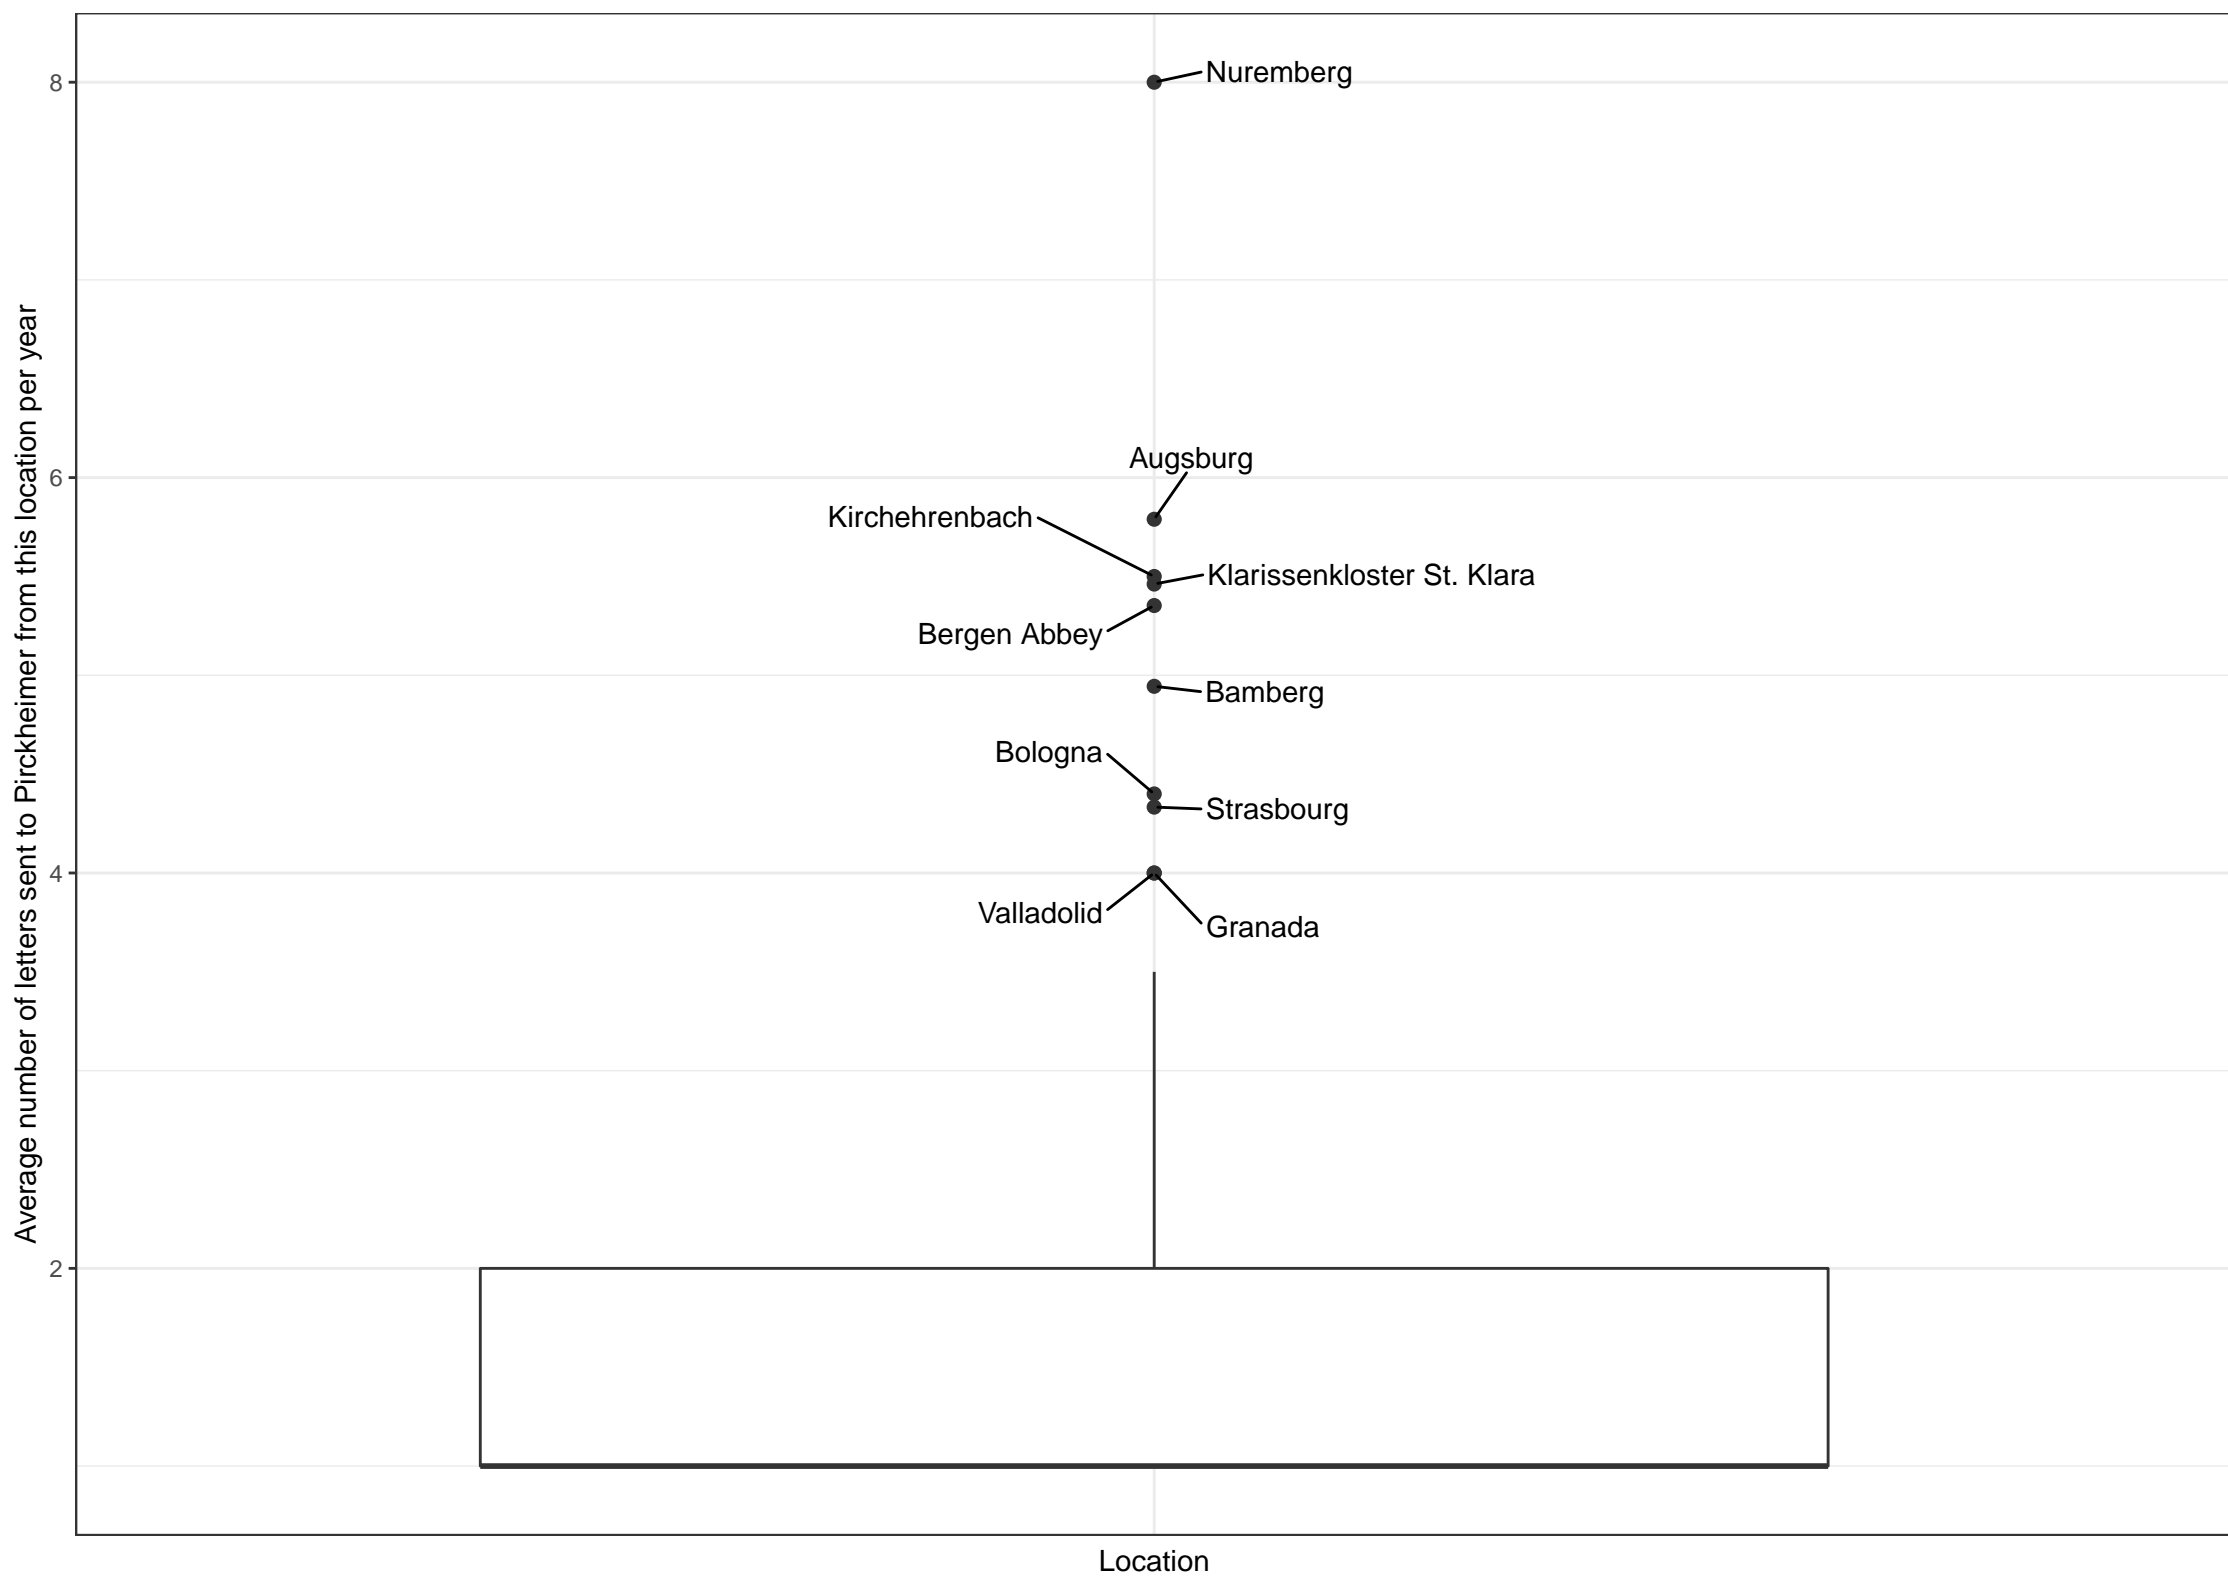 Average number of letters sent to Pirckheimer from this location per year
8
6
4
2
Nuremberg
Augsburg
Kirchehrenbach
Klarissenkloster St. Klara
Bergen Abbey
Bamberg
Bologna
Strasbourg
Valladolid
Granada
Location